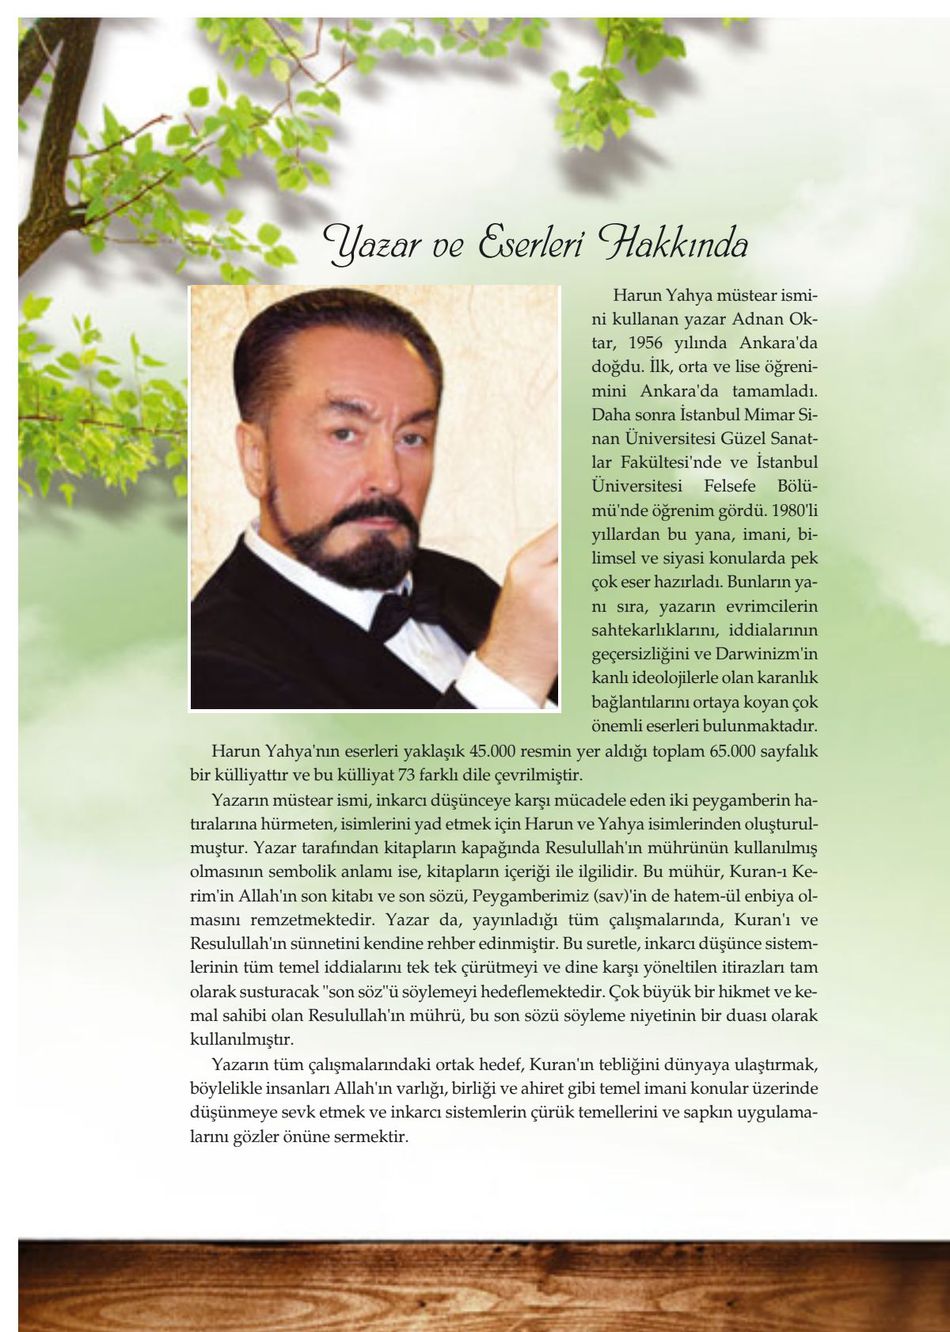 Yazar ve Eserleri Hakkında
Harun Yahya müstear ismi-
ni kullanan yazar Adnan Ok-
tar, 1956 yılında Ankara'da
doğdu. İlk, orta ve lise öğreni-
mini Ankara'da tamamladı.
Daha sonra İstanbul Mimar Si-
nan Üniversitesi Güzel Sanat-
lar Fakültesi'nde ve İstanbul
Üniversitesi Felsefe Bölü-
mü'nde öğrenim gördü. 1980'li
yıllardan bu yana, imani, bi-
limsel ve siyasi konularda pek
çok eser hazırladı. Bunların ya-
nı sıra, yazarın evrimcilerin
sahtekarlıklarını, iddialarının
geçersizliğini ve Darwinizm'in
kanlı ideolojilerle olan karanlık
bağlantılarını ortaya koyan çok
önemli eserleri bulunmaktadır.
Harun Yahya'nın eserleri yaklaşık 45.000 resmin yer aldığı toplam 65.000 sayfalık
bir külliyattır ve bu külliyat 73 farklı dile çevrilmiştir.
Yazarın müstear ismi, inkarcı düşünceye karşı mücadele eden iki peygamberin ha-
tıralarına hürmeten, isimlerini yad etmek için Harun ve Yahya isimlerinden oluşturul-
muştur. Yazar tarafından kitapların kapağında Resulullah'ın mührünün kullanılmış
olmasının sembolik anlamı ise, kitapların içeriği ile ilgilidir. Bu mühür, Kuran-ı Ke-
rim'in Allah'ın son kitabı ve son sözü, Peygamberimiz (sav)'in de hatem-ül enbiya ol-
masını remzetmektedir. Yazar da, yayınladığı tüm çalışmalarında, Kuran'ı ve
Resulullah'ın sünnetini kendine rehber edinmiştir. Bu suretle, inkarcı düşünce sistem-
lerinin tüm temel iddialarını tek tek çürütmeyi ve dine karşı yöneltilen itirazları tam
olarak susturacak "son söz"ü söylemeyi hedeflemektedir. Çok büyük bir hikmet ve ke-
mal sahibi olan Resulullah'ın mührü, bu son sözü söyleme niyetinin bir duası olarak
kullanılmıştır.
Yazarın tüm çalışmalarındaki ortak hedef, Kuran'ın tebliğini dünyaya ulaştırmak,
böylelikle insanları Allah'ın varlığı, birliği ve ahiret gibi temel imani konular üzerinde
düşünmeye sevk etmek ve inkarcı sistemlerin çürük temellerini ve sapkın uygulama-
larını gözler önüne sermektir.